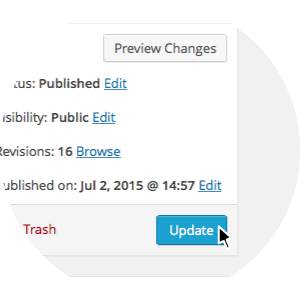 Preview Changes
tus: Published Edit
isibility: Public Edit
Revisions: 16 Browse
ublished on: Jul 2, 2015 @ 14:57 Edit
Trash Update